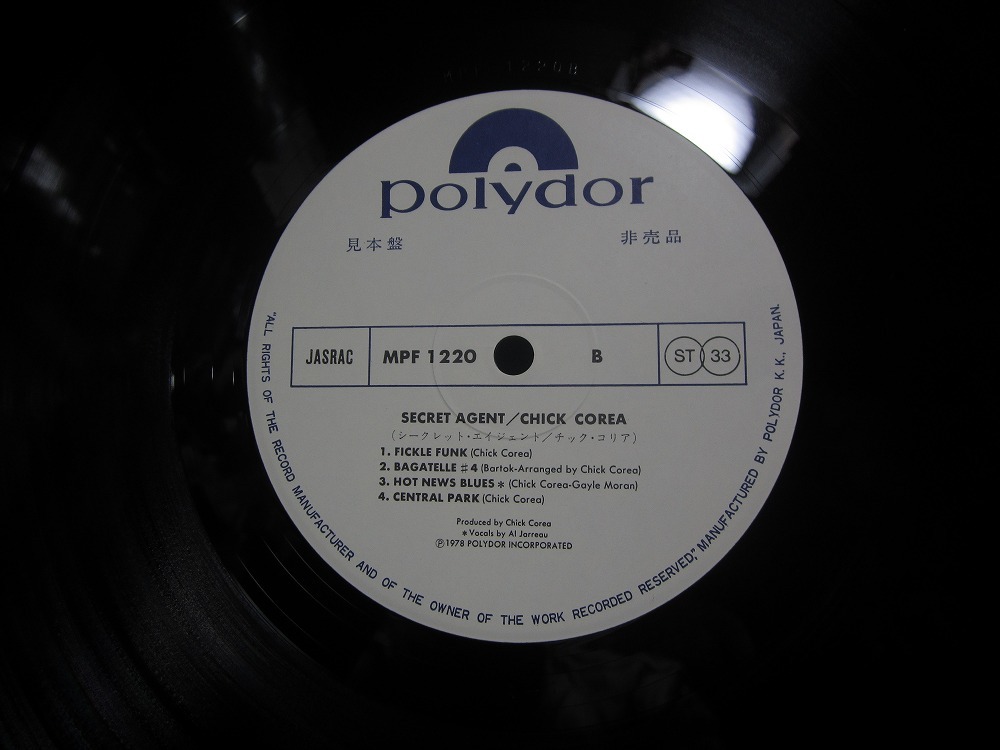 polydor
見本盤 非売品
JASRAC MPF 1220 B ST 33
SECRET AGENT/CHICK COREA
(シークレット・エイジェント/チック・コリア)
1. FICKLE FUNK (Chick Corea)
2. BAGATELLE ♯4 (Bartok-Arranged by Chick Corea)
3. HOT NEWS BLUES * (Chick Corea-Gayle Moran)
4. CENTRAL PARK (Chick Corea)
Produced by Chick Corea
*Vocals by Al Jarreau
Ⓟ1978 POLYDOR INCORPORATED
"ALL RIGHTS OF THE RECORD MANUFACTURER AND OF THE OWNER OF THE WORK RECORDED RESERVED," MANUFACTURED BY POLYDOR K.K., JAPAN.